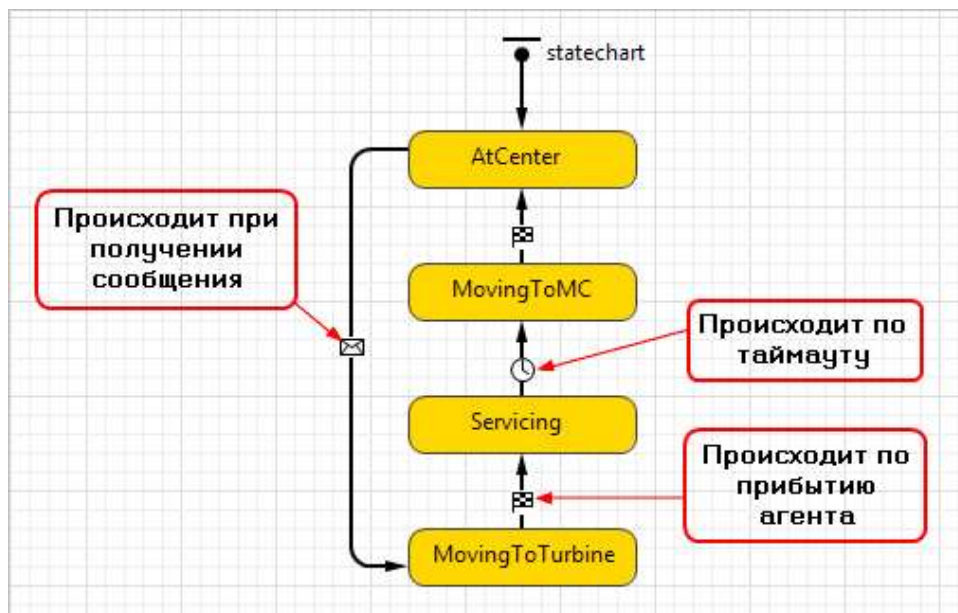 statechart
AtCenter
Происходит при
получении
сообщения
MovingToMC
Происходит по
таймауту
Servicing
Происходит по
прибытию
агента
MovingToTurbine